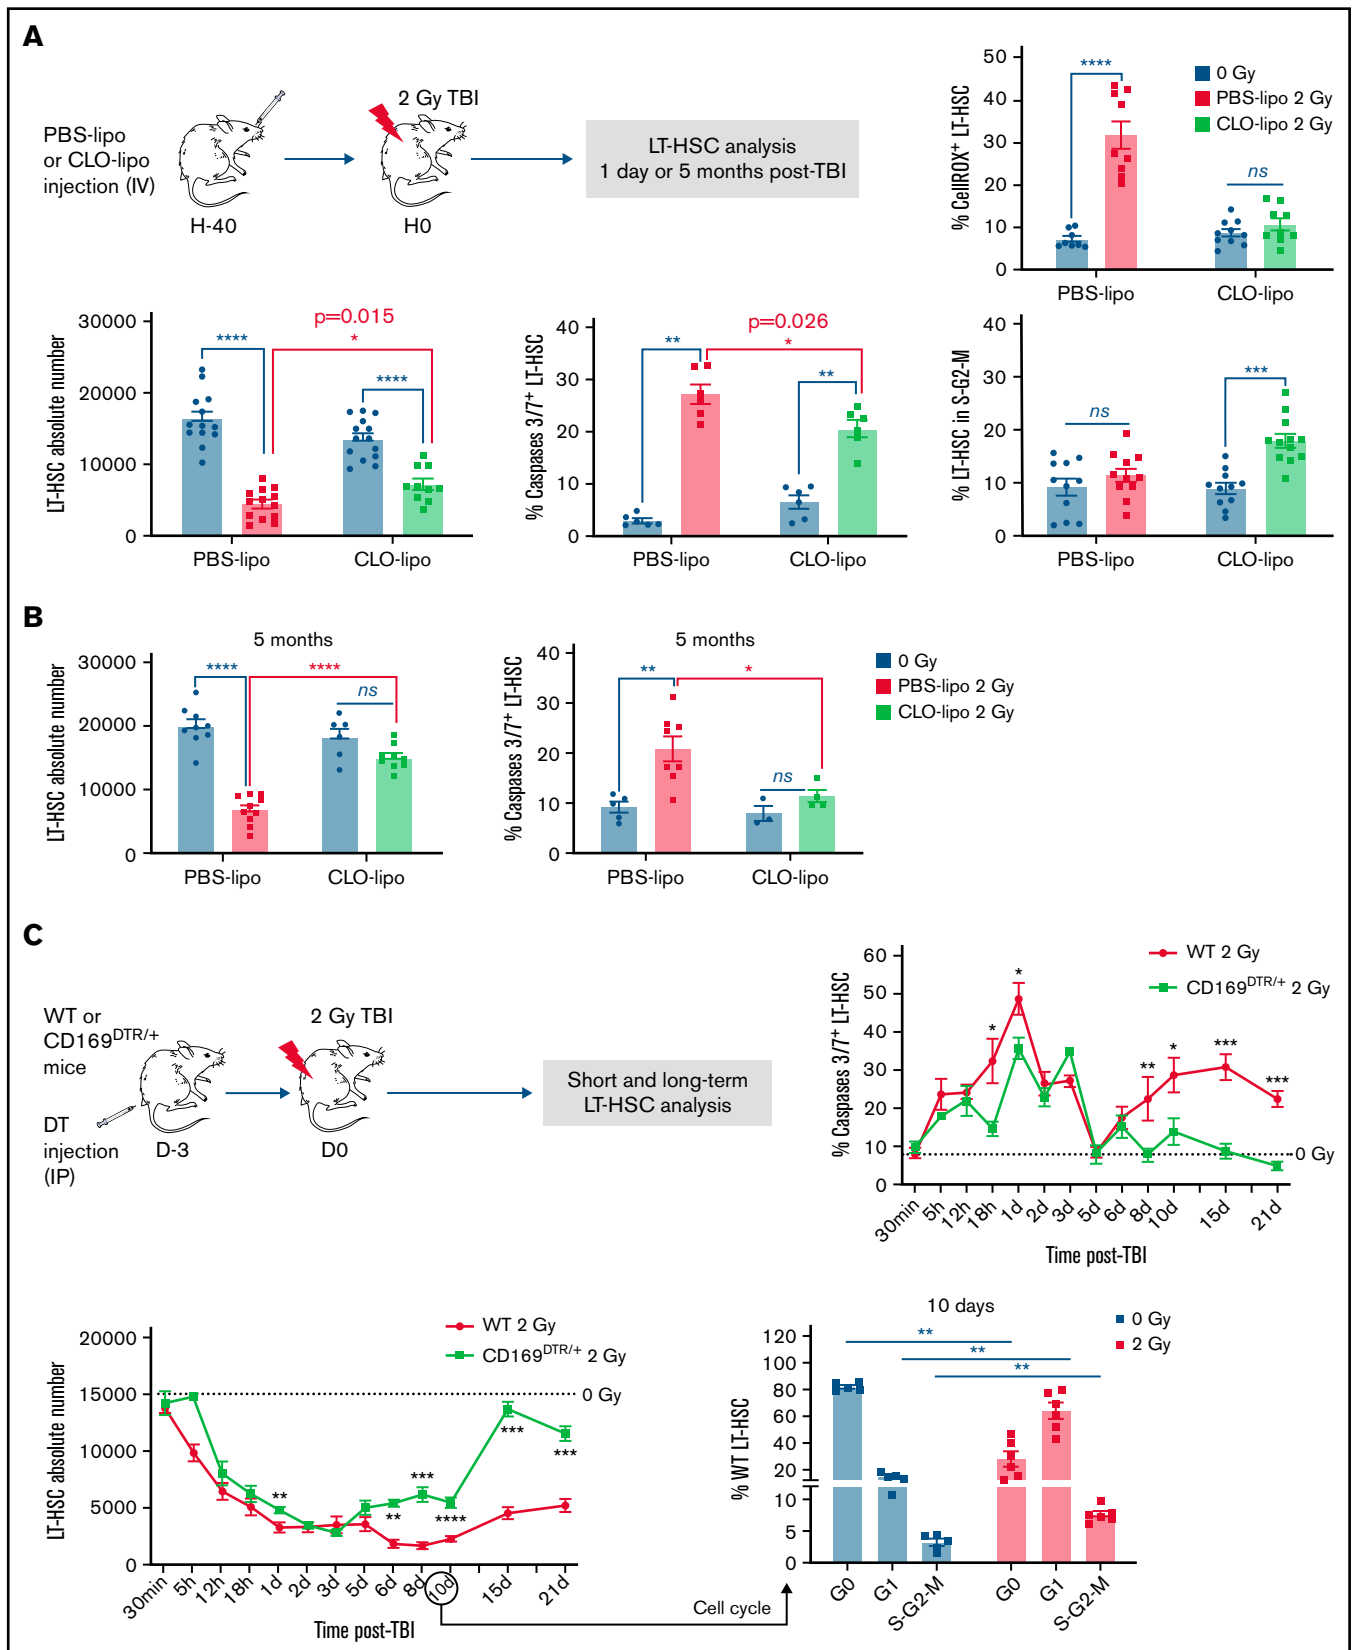 A
PBS-lipo
or CLO-lipo
injection (IV)
H-40
2 Gy TBI
H0
LT-HSC analysis
1 day or 5 months post-TBI
% CellROX+ LT-HSC
50
40
30
20
10
0
****
ns
PBS-lipo
CLO-lipo
0 Gy
PBS-lipo 2 Gy
CLO-lipo 2 Gy
LT-HSC absolute number
30000
20000
10000
0
****
p=0.015
*
****
PBS-lipo
CLO-lipo
% Caspases 3/7+ LT-HSC
40
30
20
10
0
**
p=0.026
*
**
PBS-lipo
CLO-lipo
% LT-HSC in S-G2-M
40
30
20
10
0
ns
***
PBS-lipo
CLO-lipo
B
5 months
LT-HSC absolute number
30000
20000
10000
0
****
****
ns
PBS-lipo
CLO-lipo
5 months
% Caspases 3/7+ LT-HSC
40
30
20
10
0
**
*
ns
PBS-lipo
CLO-lipo
0 Gy
PBS-lipo 2 Gy
CLO-lipo 2 Gy
C
WT or
CD169DTR/+
mice
DT
injection
(IP)
D-3
2 Gy TBI
D0
Short and long-term
LT-HSC analysis
% Caspases 3/7+ LT-HSC
60
50
40
30
20
10
0
WT 2 Gy
CD169DTR/+ 2 Gy
*
*
**
*
***
***
0 Gy
30min
5h
12h
18h
1d
2d
3d
5d
6d
8d
10d
15d
21d
Time post-TBI
LT-HSC absolute number
20000
15000
10000
5000
0
WT 2 Gy
CD169DTR/+ 2 Gy
0 Gy
**
**
***
****
***
***
30min
5h
12h
18h
1d
2d
3d
5d
6d
8d
10d
15d
21d
Time post-TBI
Cell cycle
10 days
% WT LT-HSC
120
100
80
60
40
20
10
5
0
**
**
**
0 Gy
2 Gy
G0
G1
S-G2-M
G0
G1
S-G2-M